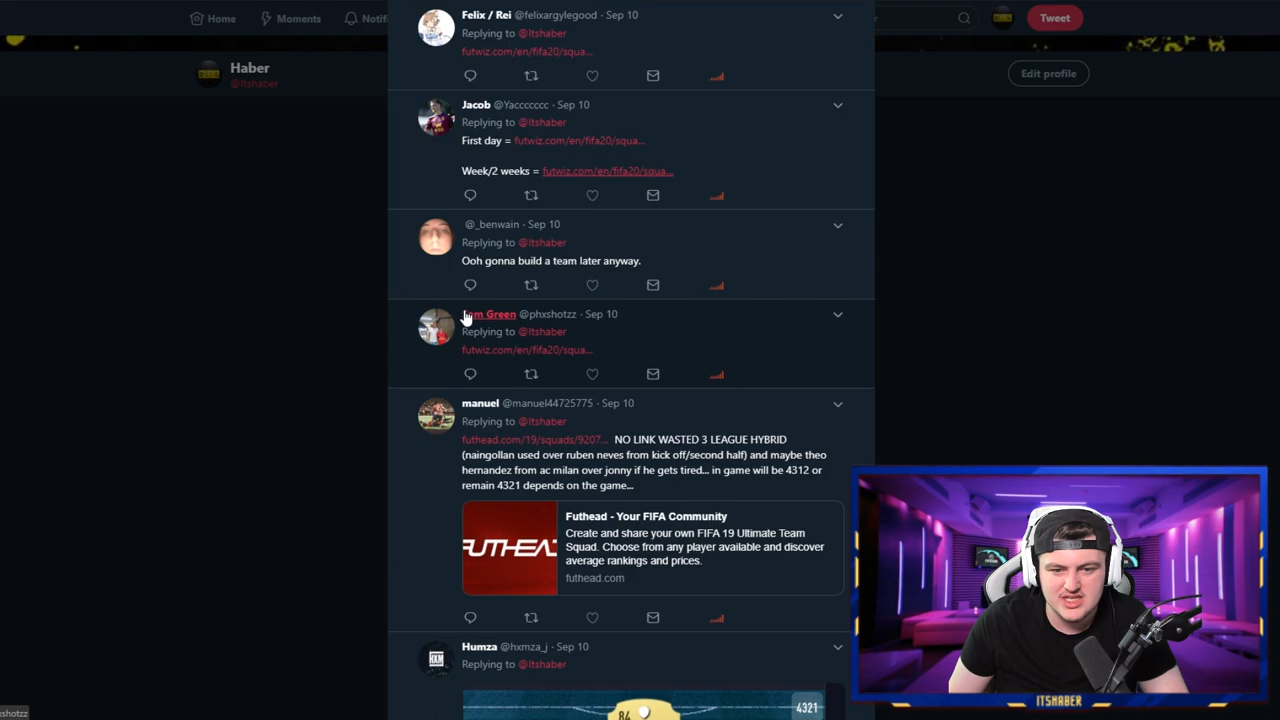 Home
Moments
Notif
Tweet
Haber
@Itshaber
Edit profile
Felix / Rei @felixargylegood · Sep 10
Replying to @Itshaber
futwiz.com/en/fifa20/squa...
Jacob @Yaccccccc · Sep 10
Replying to @Itshaber
First day = futwiz.com/en/fifa20/squa...
Week/2 weeks = futwiz.com/en/fifa20/squa...
@_benwain · Sep 10
Replying to @Itshaber
Ooh gonna build a team later anyway.
Green @phxshotzz · Sep 10
Replying to @Itshaber
futwiz.com/en/fifa20/squa...
manuel @manuel44725775 · Sep 10
Replying to @Itshaber
futhead.com/19/squads/9207... NO LINK WASTED 3 LEAGUE HYBRID
(naingollan used over ruben neves from kick off/second half) and maybe theo
hernandez from ac milan over jonny if he gets tired... in game will be 4312 or
remain 4321 depends on the game...
FUTHEA
Futhead - Your FIFA Community
Create and share your own FIFA 19 Ultimate Team
Squad. Choose from any player available and discover
average rankings and prices.
futhead.com
Humza @hxmza_j · Sep 10
Replying to @Itshaber
84
4321
ITSHABER
xshotzz